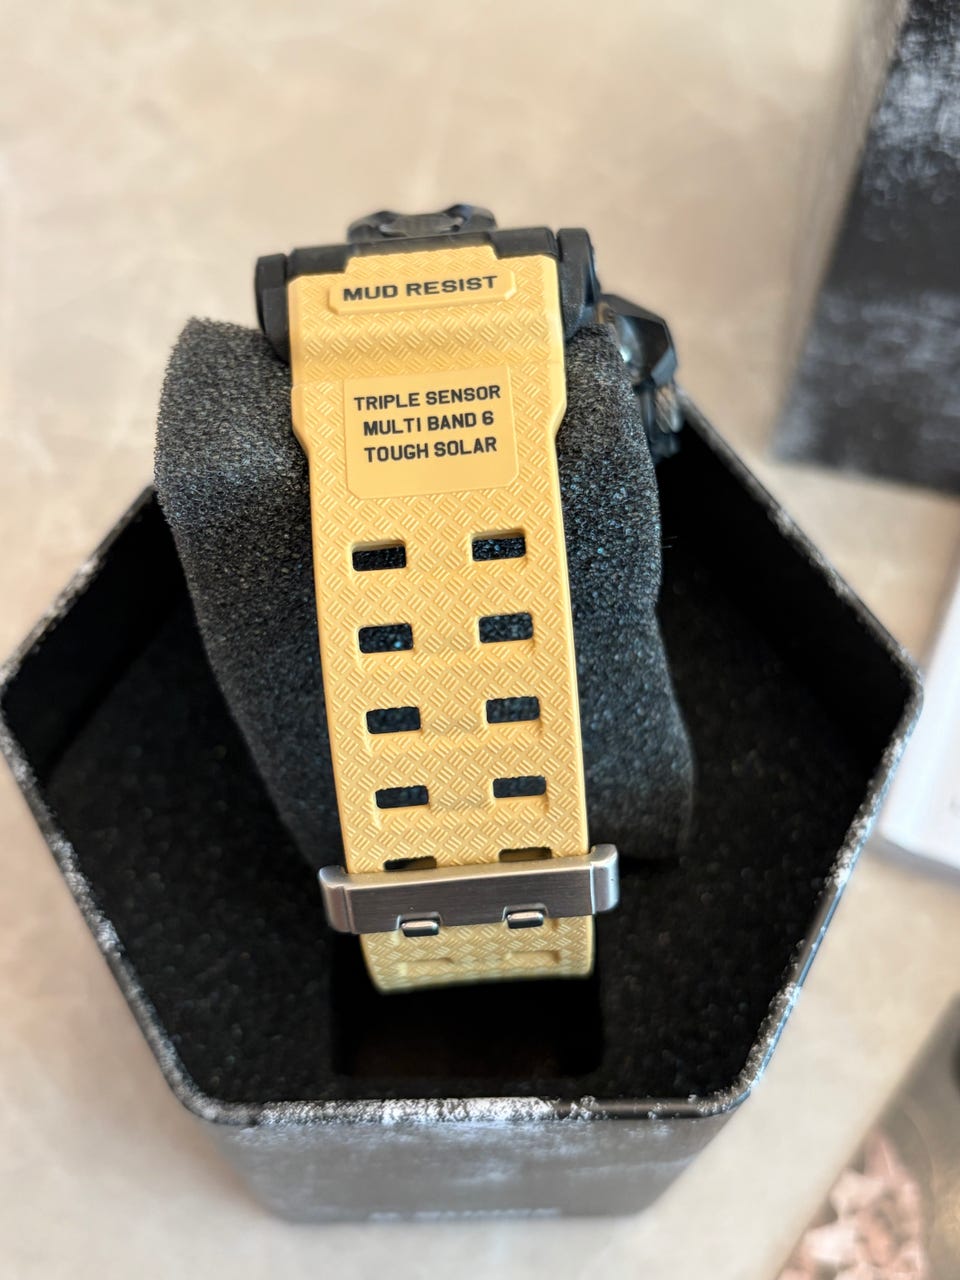 MUD RESIST
TRIPLE SENSOR
MULTI BAND 6
TOUGH SOLAR